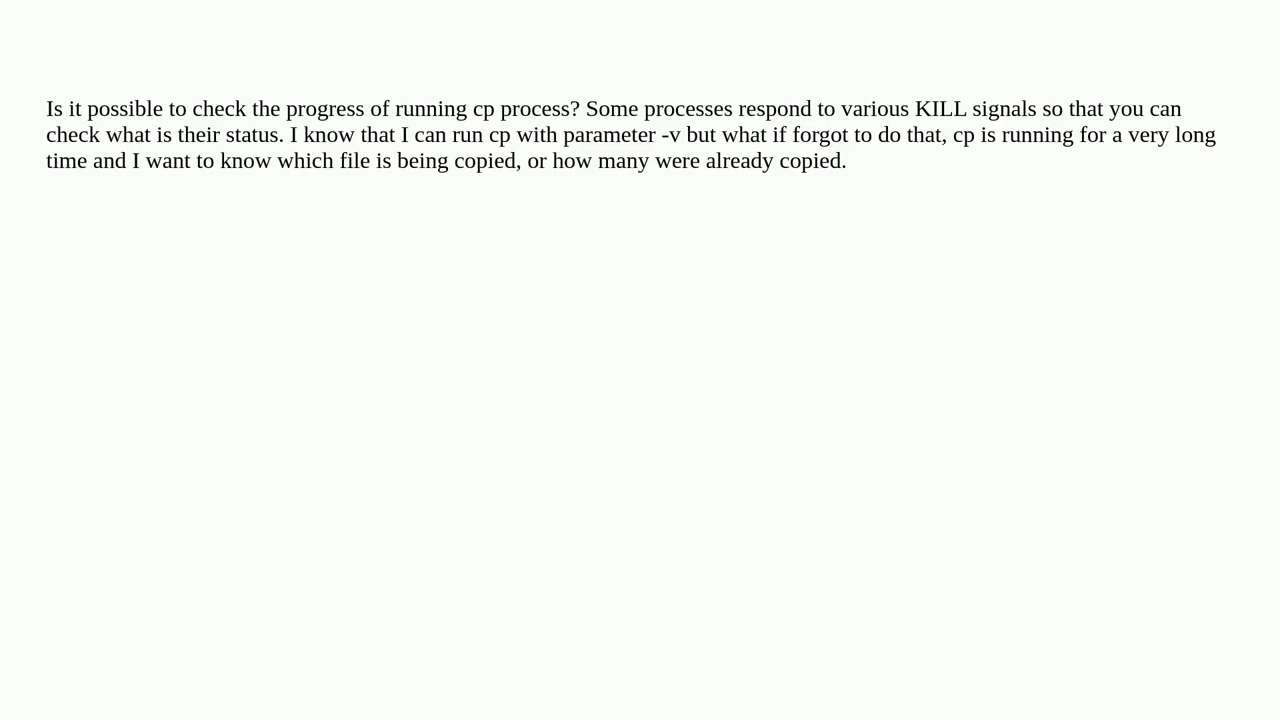 Is it possible to check the progress of running cp process? Some processes respond to various KILL signals so that you can
check what is their status. I know that I can run cp with parameter -v but what if forgot to do that, cp is running for a very long
time and I want to know which file is being copied, or how many were already copied.